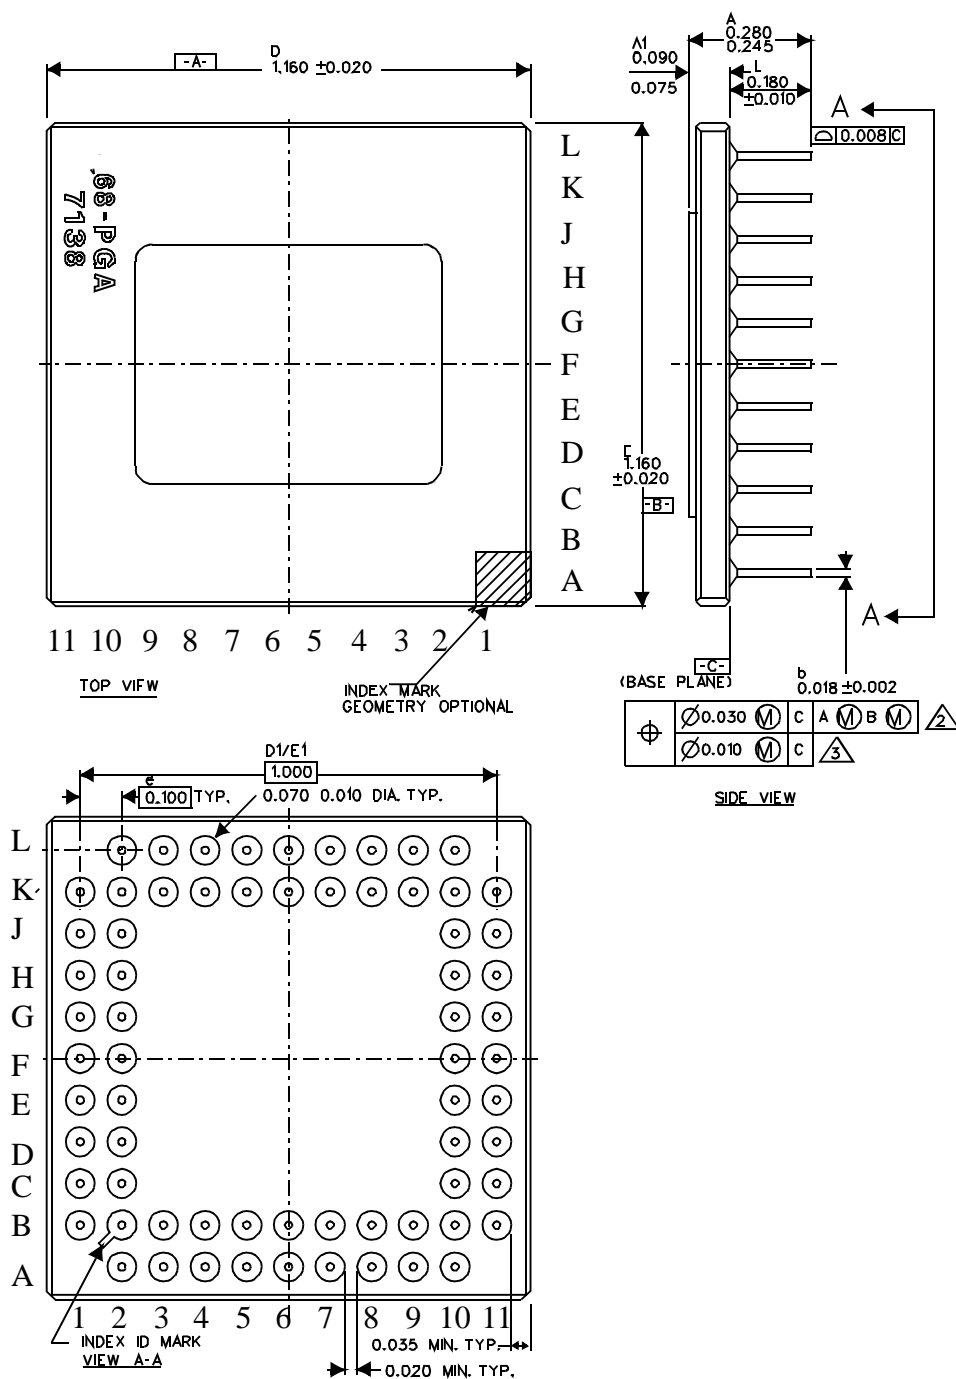 -A-
D
1.160 ±0.020
A
0.280
0.245
A1
0.090
0.075
L
0.180
±0.010
A
0.008 C
68-PGA
7138
L
K
J
H
G
F
E
D
C
B
A
1.160
±0.020
-B-
A
11 10 9 8 7 6 5 4 3 2 1
TOP VIEW
INDEX MARK
GEOMETRY OPTIONAL
-C-
(BASE PLANE)
b
0.018 ±0.002
Ø0.030 Ⓜ C A Ⓜ B Ⓜ 2
Ø0.010 Ⓜ C 3
SIDE VIEW
D1/E1
1.000
e
0.100 TYP.
0.070 0.010 DIA. TYP.
L
K
J
H
G
F
E
D
C
B
A
1 2 3 4 5 6 7 8 9 10 11
INDEX ID MARK
VIEW A-A
0.035 MIN. TYP.
0.020 MIN. TYP.